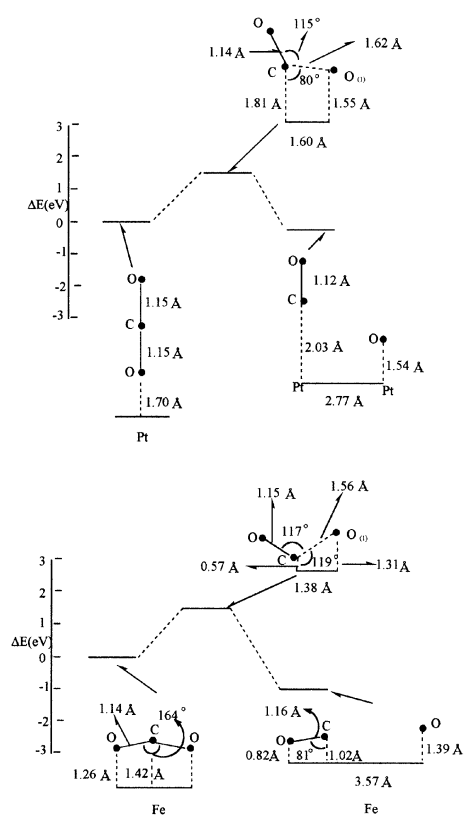 O
115°
1.14 Å
1.62 Å
C
80°
O (1)
1.81 Å
1.55 Å
1.60 Å
3
2
1
ΔE(eV)
0
-1
-2
-3
O
1.15 Å
C
1.15 Å
O
1.70 Å
Pt
O
1.12 Å
C
O
2.03 Å
1.54 Å
Pt
Pt
2.77 Å
1.15 Å
1.56 Å
O
117°
O (1)
C
119°
0.57 Å
1.31 Å
1.38 Å
3
2
1
ΔE(eV)
0
-1
-2
-3
1.14 Å
C
164°
O
O
1.26 Å
1.42 Å
Fe
1.16 Å
C
O
O
0.82Å
81°
1.02Å
1.39 Å
3.57 Å
Fe